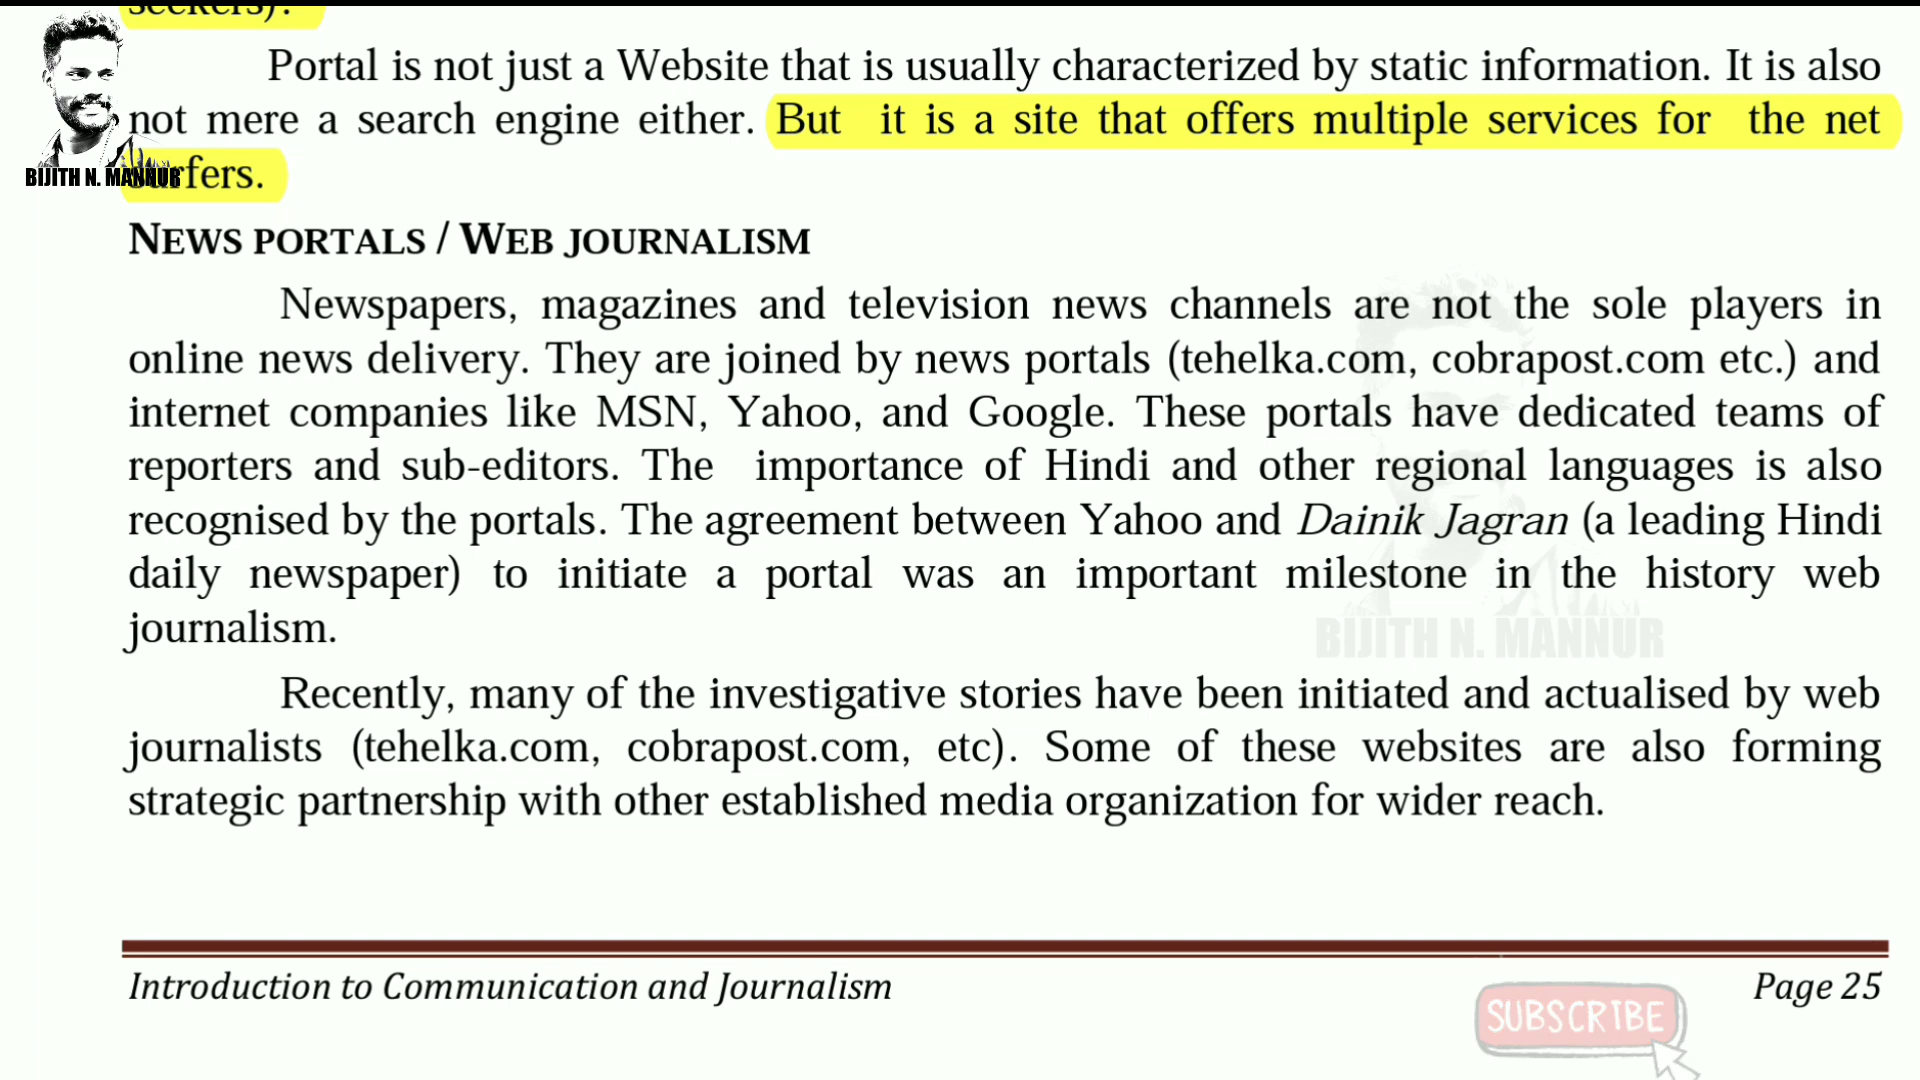 seekers).
Portal is not just a Website that is usually characterized by static information. It is also
not mere a search engine either. But it is a site that offers multiple services for the net
surfers.
BIJITH N. MANNUR
NEWS PORTALS / WEB JOURNALISM
Newspapers, magazines and television news channels are not the sole players in
online news delivery. They are joined by news portals (tehelka.com, cobrapost.com etc.) and
internet companies like MSN, Yahoo, and Google. These portals have dedicated teams of
reporters and sub-editors. The importance of Hindi and other regional languages is also
recognised by the portals. The agreement between Yahoo and Dainik Jagran (a leading Hindi
daily newspaper) to initiate a portal was an important milestone in the history web
journalism.
BIJITH N. MANNUR
Recently, many of the investigative stories have been initiated and actualised by web
journalists (tehelka.com, cobrapost.com, etc). Some of these websites are also forming
strategic partnership with other established media organization for wider reach.
Introduction to Communication and Journalism
Page 25
SUBSCRIBE